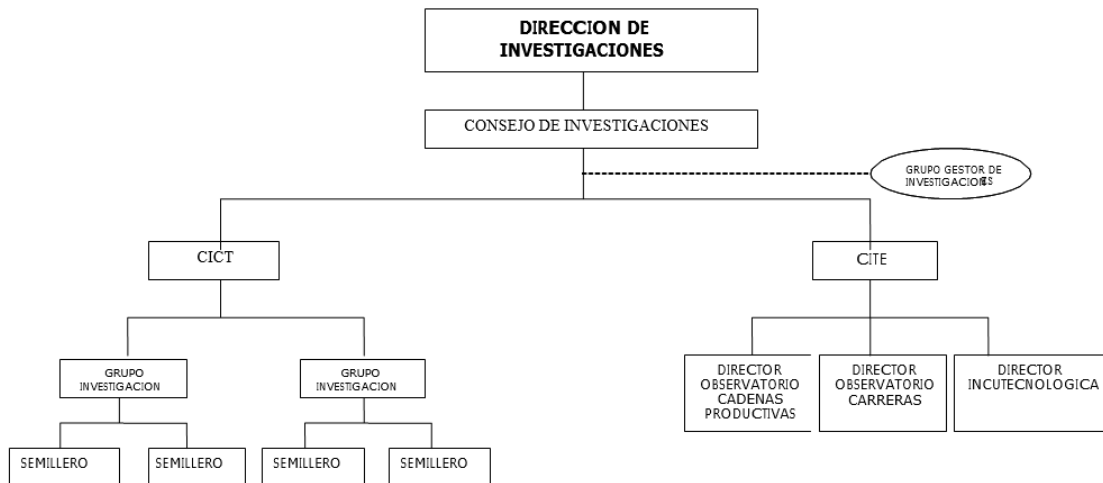 DIRECCION DE
INVESTIGACIONES
CONSEJO DE INVESTIGACIONES
GRUPO GESTOR DE
INVESTIGACIONES
CICT
CITE
GRUPO
INVESTIGACION
GRUPO
INVESTIGACION
DIRECTOR
OBSERVATORIO
CADENAS
PRODUCTIVAS
DIRECTOR
OBSERVATORIO
CARRERAS
DIRECTOR
INCUTECNOLOGICA
SEMILLERO
SEMILLERO
SEMILLERO
SEMILLERO